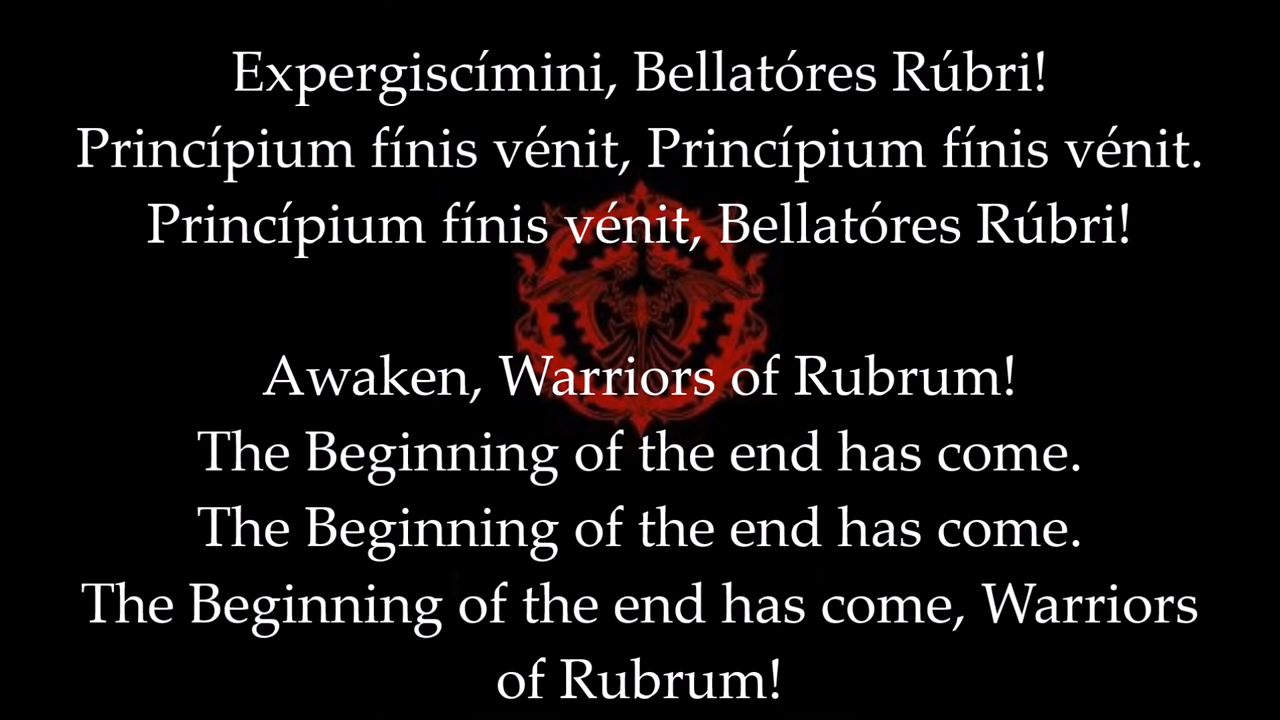 Expergiscímini, Bellatóres Rúbri!
Princípium fínis vénit, Princípium fínis vénit.
Princípium fínis vénit, Bellatóres Rúbri!
Awaken, Warriors of Rubrum!
The Beginning of the end has come.
The Beginning of the end has come.
The Beginning of the end has come, Warriors
of Rubrum!